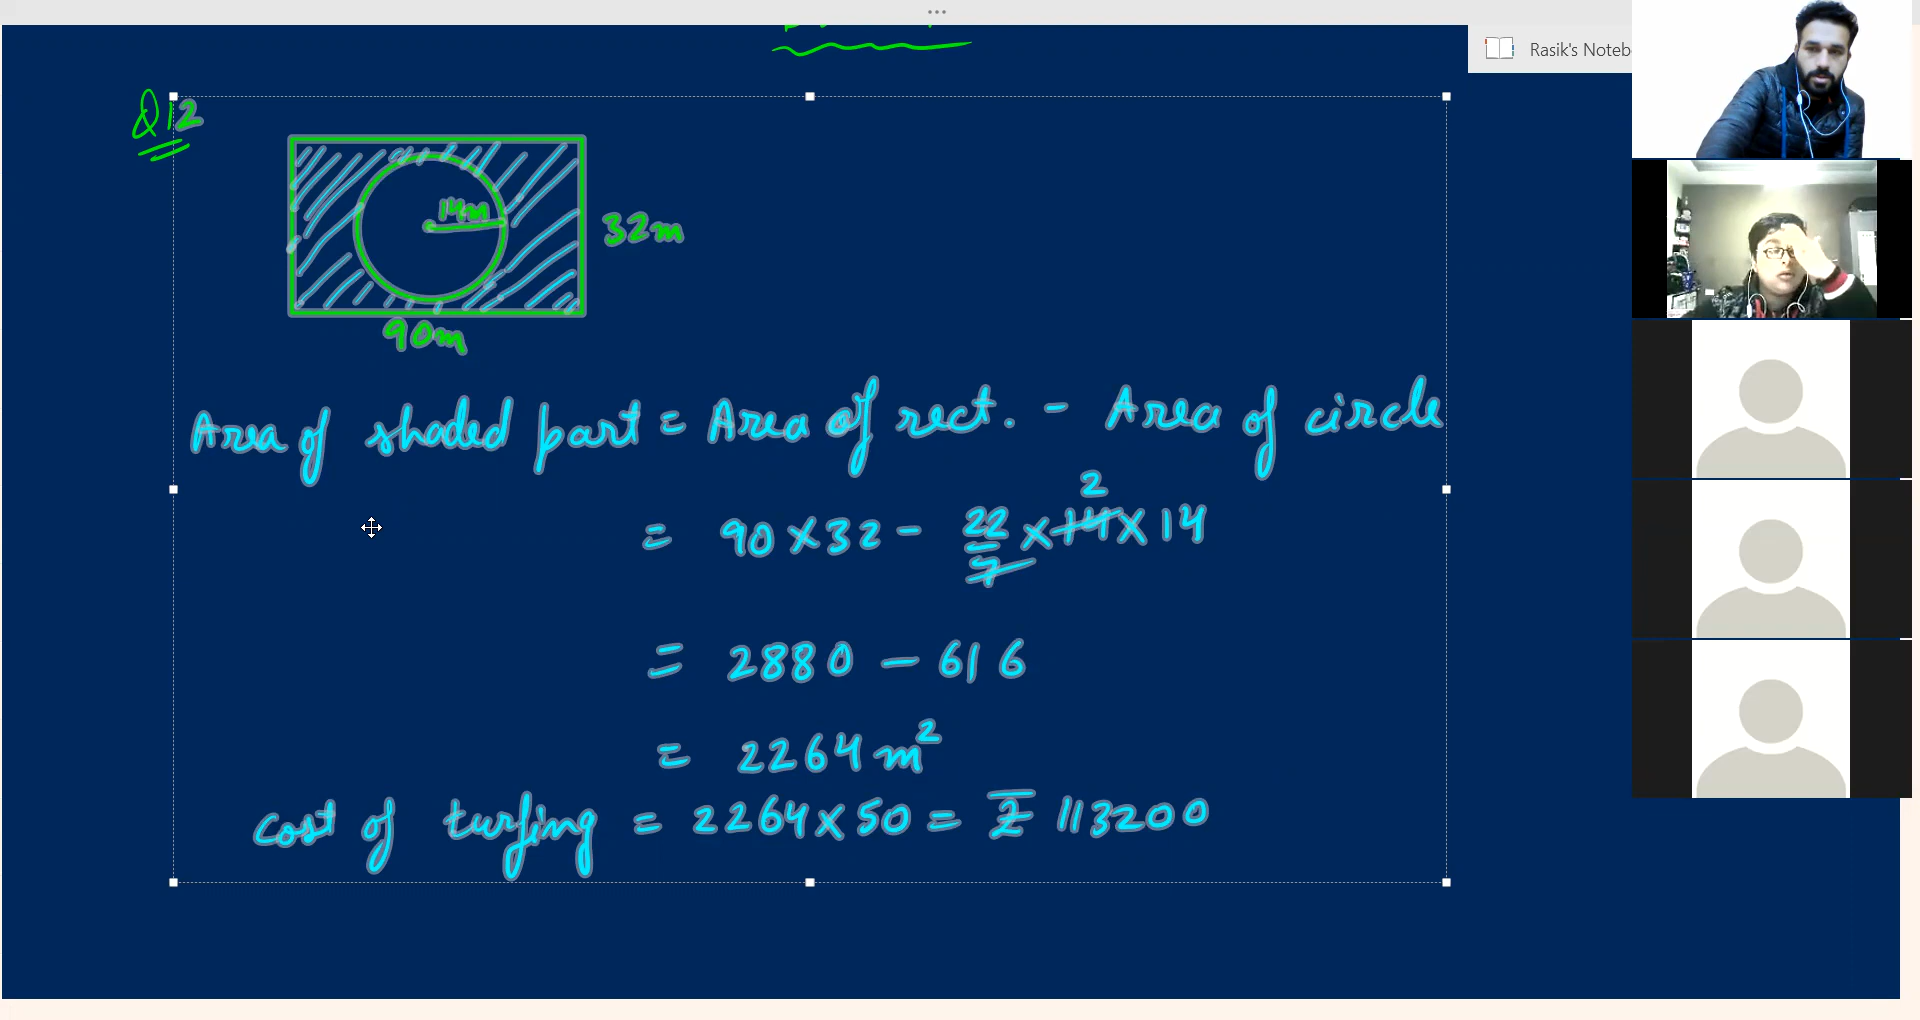 Rasik's Noteb
Q12
14m
32m
90m
Area of shaded part = Area of rect. - Area of circle
2
= 90 × 32 - 22/7 × 14 × 14
= 2880 - 616
= 2264 m²
cost of turfing = 2264 × 50 = ₹ 113200